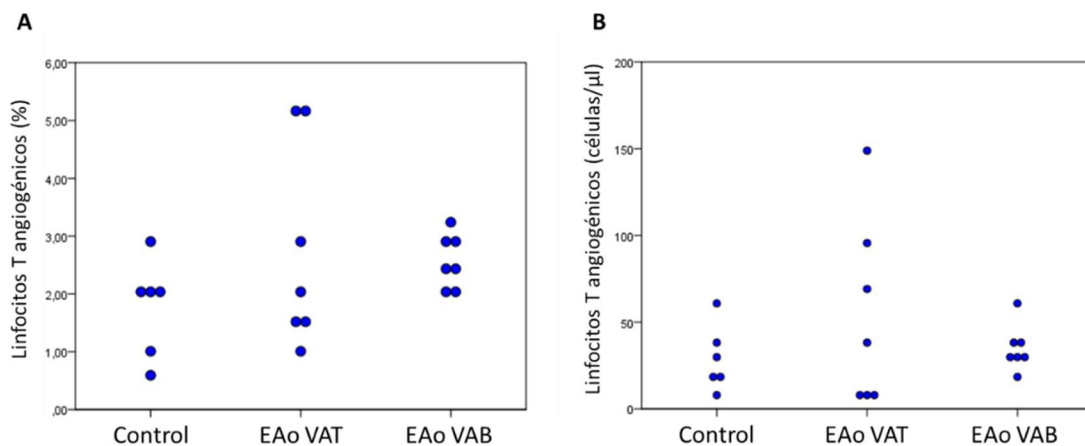 A
Linfocitos T angiogénicos (%)
6,00
5,00
4,00
3,00
2,00
1,00
,00
Control
EAo VAT
EAo VAB
B
Linfocitos T angiogénicos (células/µl)
200
150
100
50
0
Control
EAo VAT
EAo VAB